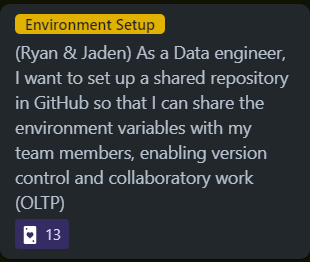 Environment Setup
(Ryan & Jaden) As a Data engineer,
I want to set up a shared repository
in GitHub so that I can share the
environment variables with my
team members, enabling version
control and collaboratory work
(OLTP)
13